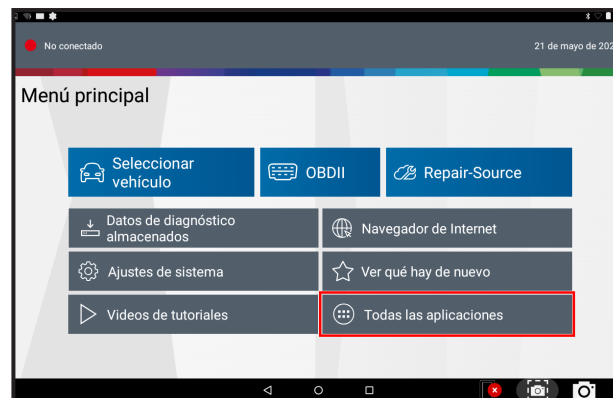 No conectado
21 de mayo de 202
Menú principal
Seleccionar
vehículo
OBDII
Repair-Source
Datos de diagnóstico
almacenados
Navegador de Internet
Ajustes de sistema
Ver qué hay de nuevo
Videos de tutoriales
Todas las aplicaciones